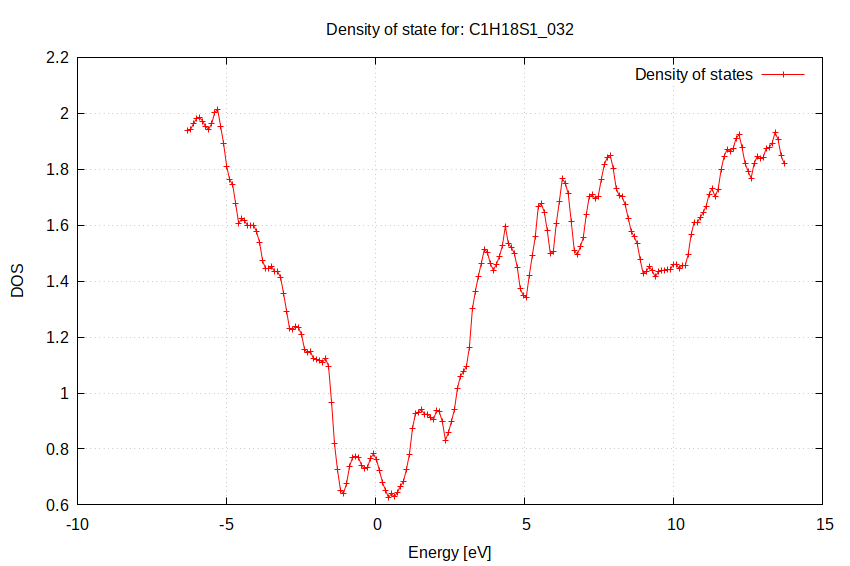 Density of state for: C1H18S1_032
Density of states
2.2
2
1.8
1.6
1.4
1.2
1
0.8
0.6
DOS
-10 -5 0 5 10 15
Energy [eV]